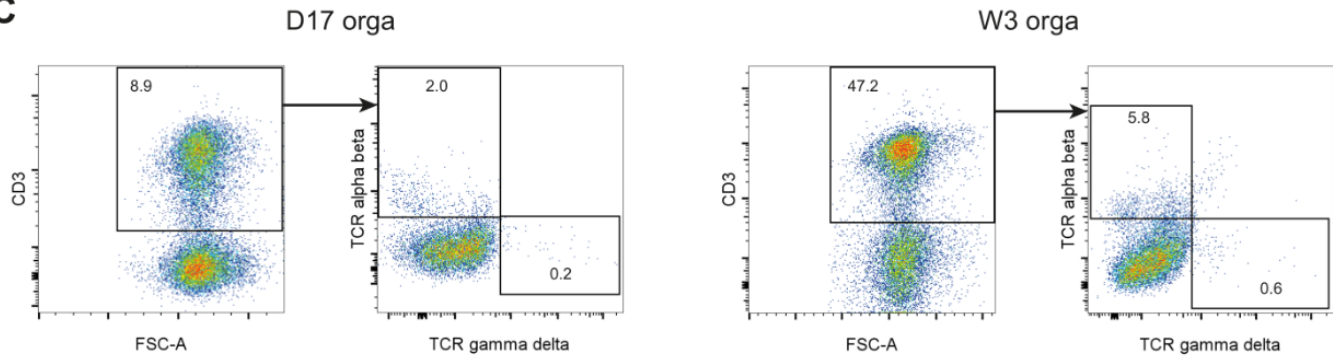 C
D17 orga
W3 orga
8.9
2.0
47.2
5.8
CD3
TCR alpha beta
CD3
TCR alpha beta
0.2
0.6
FSC-A
TCR gamma delta
FSC-A
TCR gamma delta